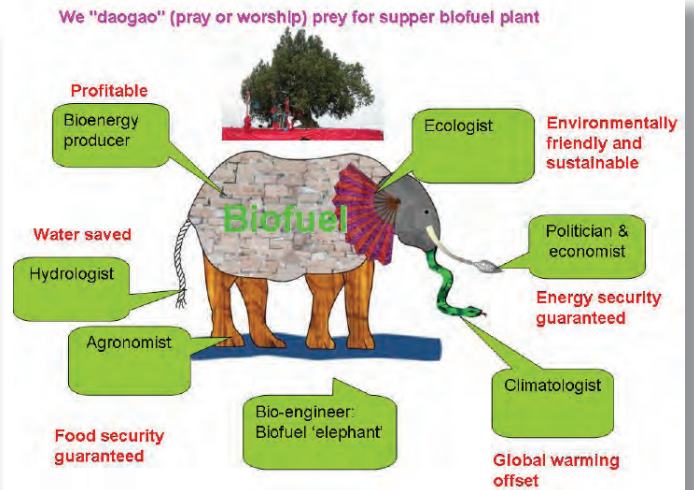 We "daogao" (pray or worship) prey for supper biofuel plant
Profitable
Bioenergy
producer
Ecologist
Environmentally
friendly and
sustainable
Biofuel
Water saved
Hydrologist
Politician &
economist
Energy security
guaranteed
Agronomist
Climatologist
Bio-engineer:
Biofuel 'elephant'
Food security
guaranteed
Global warming
offset